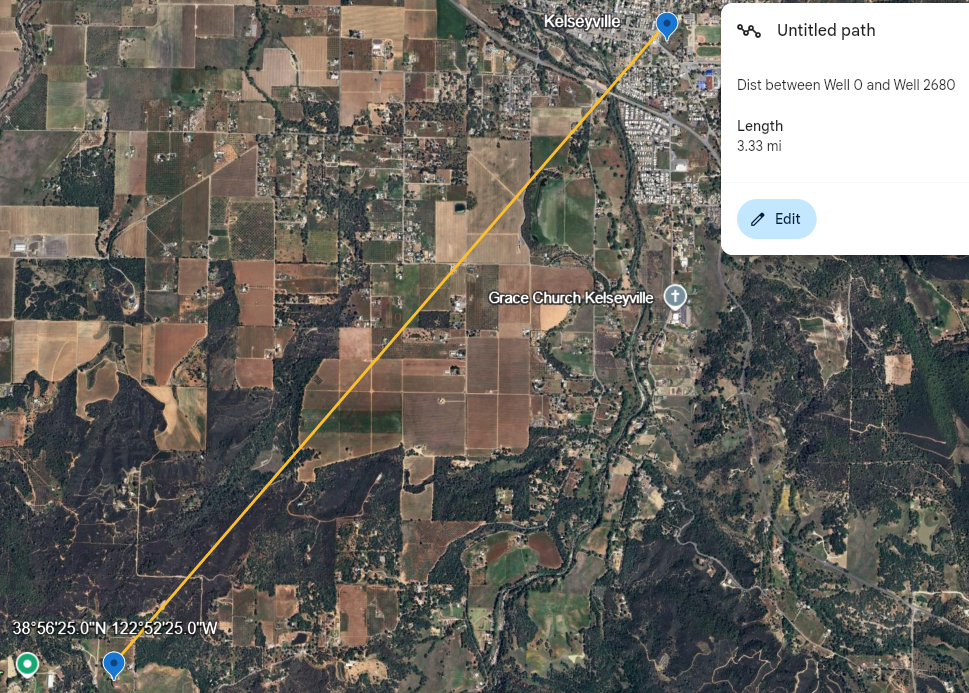 Kelseyville
Untitled path
Dist between Well 0 and Well 2680
Length
3.33 mi
Edit
Grace Church Kelseyville
38°56'25.0"N 122°52'25.0"W